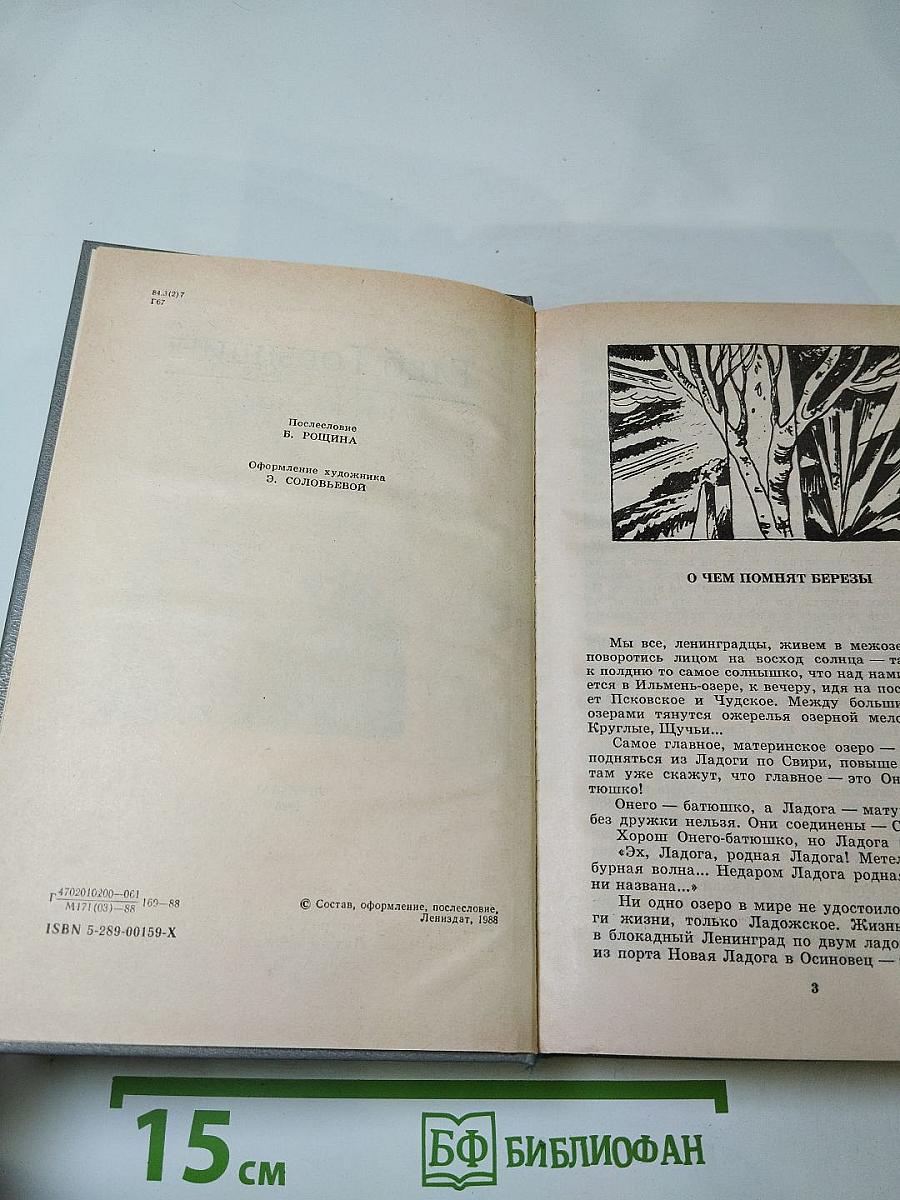 84.3(2)7
Г67
Послесловие
Б. РОЩИНА
Оформление художника
Э. СОЛОВЬЕВОЙ
Г 4702010200—061 169—88
М171(03)—88
ISBN 5-289-00159-X
© Состав, оформление, послесловие,
Лениздат, 1988
О ЧЕМ ПОМНЯТ БЕРЕЗЫ
Мы все, ленинградцы, живем в межозе
поворотись лицом на восход солнца — та
к полдню то самое солнышко, что над нами
ется в Ильмень-озере, к вечеру, идя на пос
ет Псковское и Чудское. Между больши
озерами тянутся ожерелья озерной мело
Круглые, Щучьи...
Самое главное, материнское озеро —
подняться из Ладоги по Свири, повыше
там уже скажут, что главное — это Он
тюшко!
Онего — батюшко, а Ладога — мату
без дружки нельзя. Они соединены — С
Хорош Онего-батюшко, но Ладога
«Эх, Ладога, родная Ладога! Метел
бурная волна... Недаром Ладога родная
ни названа...»
Ни одно озеро в мире не удостоило
ги жизни, только Ладожское. Жизнь
в блокадный Ленинград по двум ладо
из порта Новая Ладога в Осиновец —
3
15 см
БФ БИБЛИОФАН